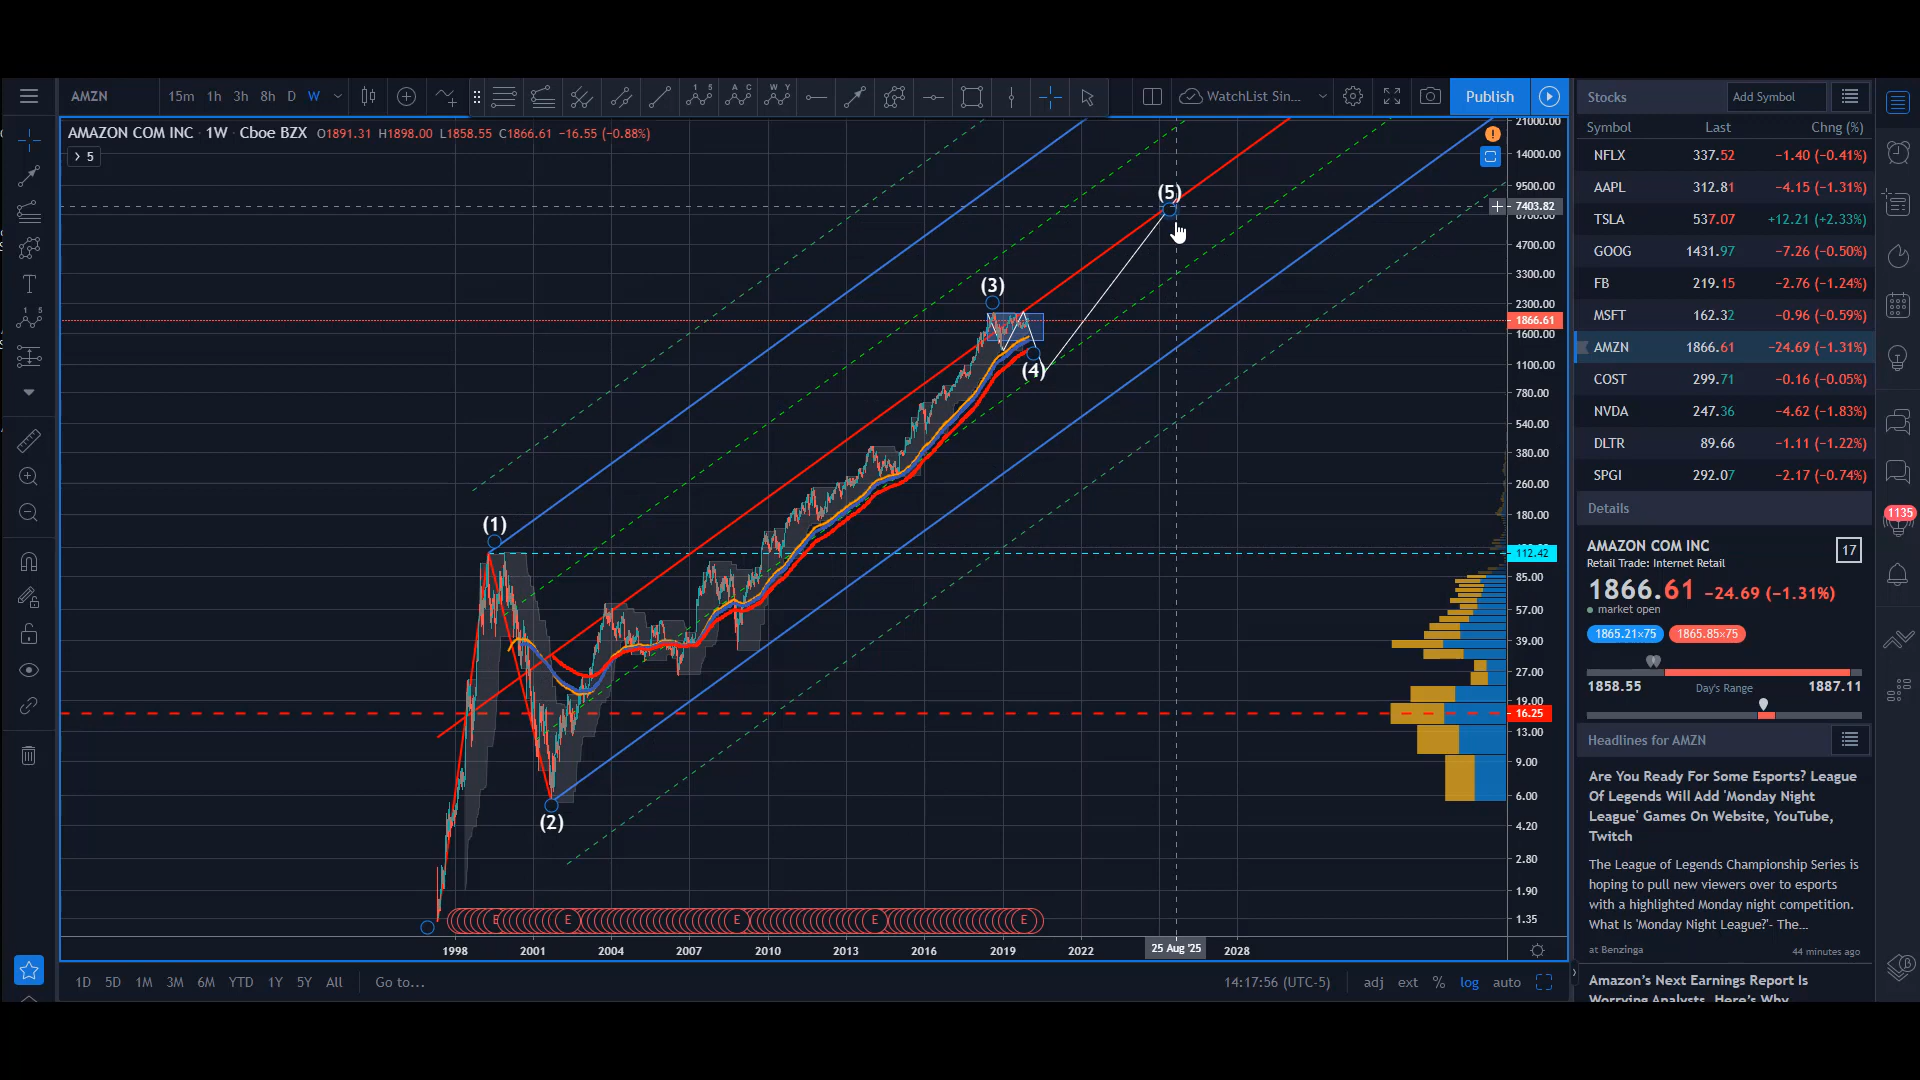 AMZN 15m 1h 3h 8h D W WatchList Sin... Publish
AMAZON COM INC · 1W · Cboe BZX O1891.31 H1898.00 L1858.55 C1866.61 −16.55 (−0.88%)
5
(1)
(2)
(3)
(4)
(5)
21000.00
14000.00
9500.00
7403.82
4700.00
3300.00
2300.00
1866.61
1600.00
1100.00
780.00
540.00
380.00
260.00
180.00
112.42
85.00
57.00
39.00
27.00
19.00
16.25
13.00
9.00
6.00
4.20
2.80
1.90
1.35
E E E E E
1998 2001 2004 2007 2010 2013 2016 2019 2022 25 Aug '25 2028
1D 5D 1M 3M 6M YTD 1Y 5Y All Go to... 14:17:56 (UTC-5) adj ext % log auto
Stocks Add Symbol
Symbol Last Chng (%)
NFLX 337.52 −1.40 (−0.41%)
AAPL 312.81 −4.15 (−1.31%)
TSLA 537.07 +12.21 (+2.33%)
GOOG 1431.97 −7.26 (−0.50%)
FB 219.15 −2.76 (−1.24%)
MSFT 162.32 −0.96 (−0.59%)
AMZN 1866.61 −24.69 (−1.31%)
COST 299.71 −0.16 (−0.05%)
NVDA 247.36 −4.62 (−1.83%)
DLTR 89.66 −1.11 (−1.22%)
SPGI 292.07 −2.17 (−0.74%)
Details
AMAZON COM INC 17
Retail Trade: Internet Retail
1866.61 −24.69 (−1.31%)
market open
1865.21×75 1865.85×75
1858.55 Day's Range 1887.11
Headlines for AMZN
Are You Ready For Some Esports? League
Of Legends Will Add 'Monday Night
League' Games On Website, YouTube,
Twitch
The League of Legends Championship Series is
hoping to pull new viewers over to esports
with a highlighted Monday night competition.
What Is 'Monday Night League?'- The...
at Benzinga 44 minutes ago
Amazon's Next Earnings Report Is
Worrying Analysts. Here's Why
1135